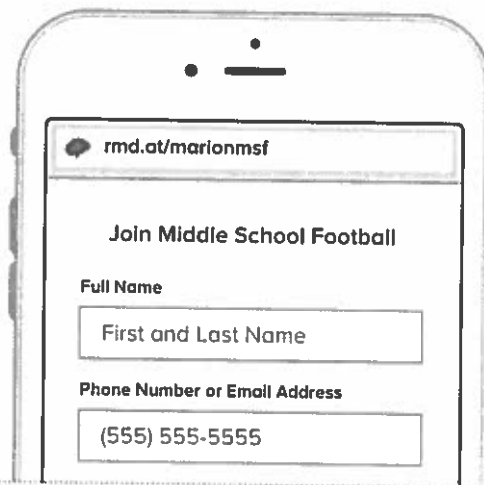 rmd.at/marionmsf
Join Middle School Football
Full Name
First and Last Name
Phone Number or Email Address
(555) 555-5555